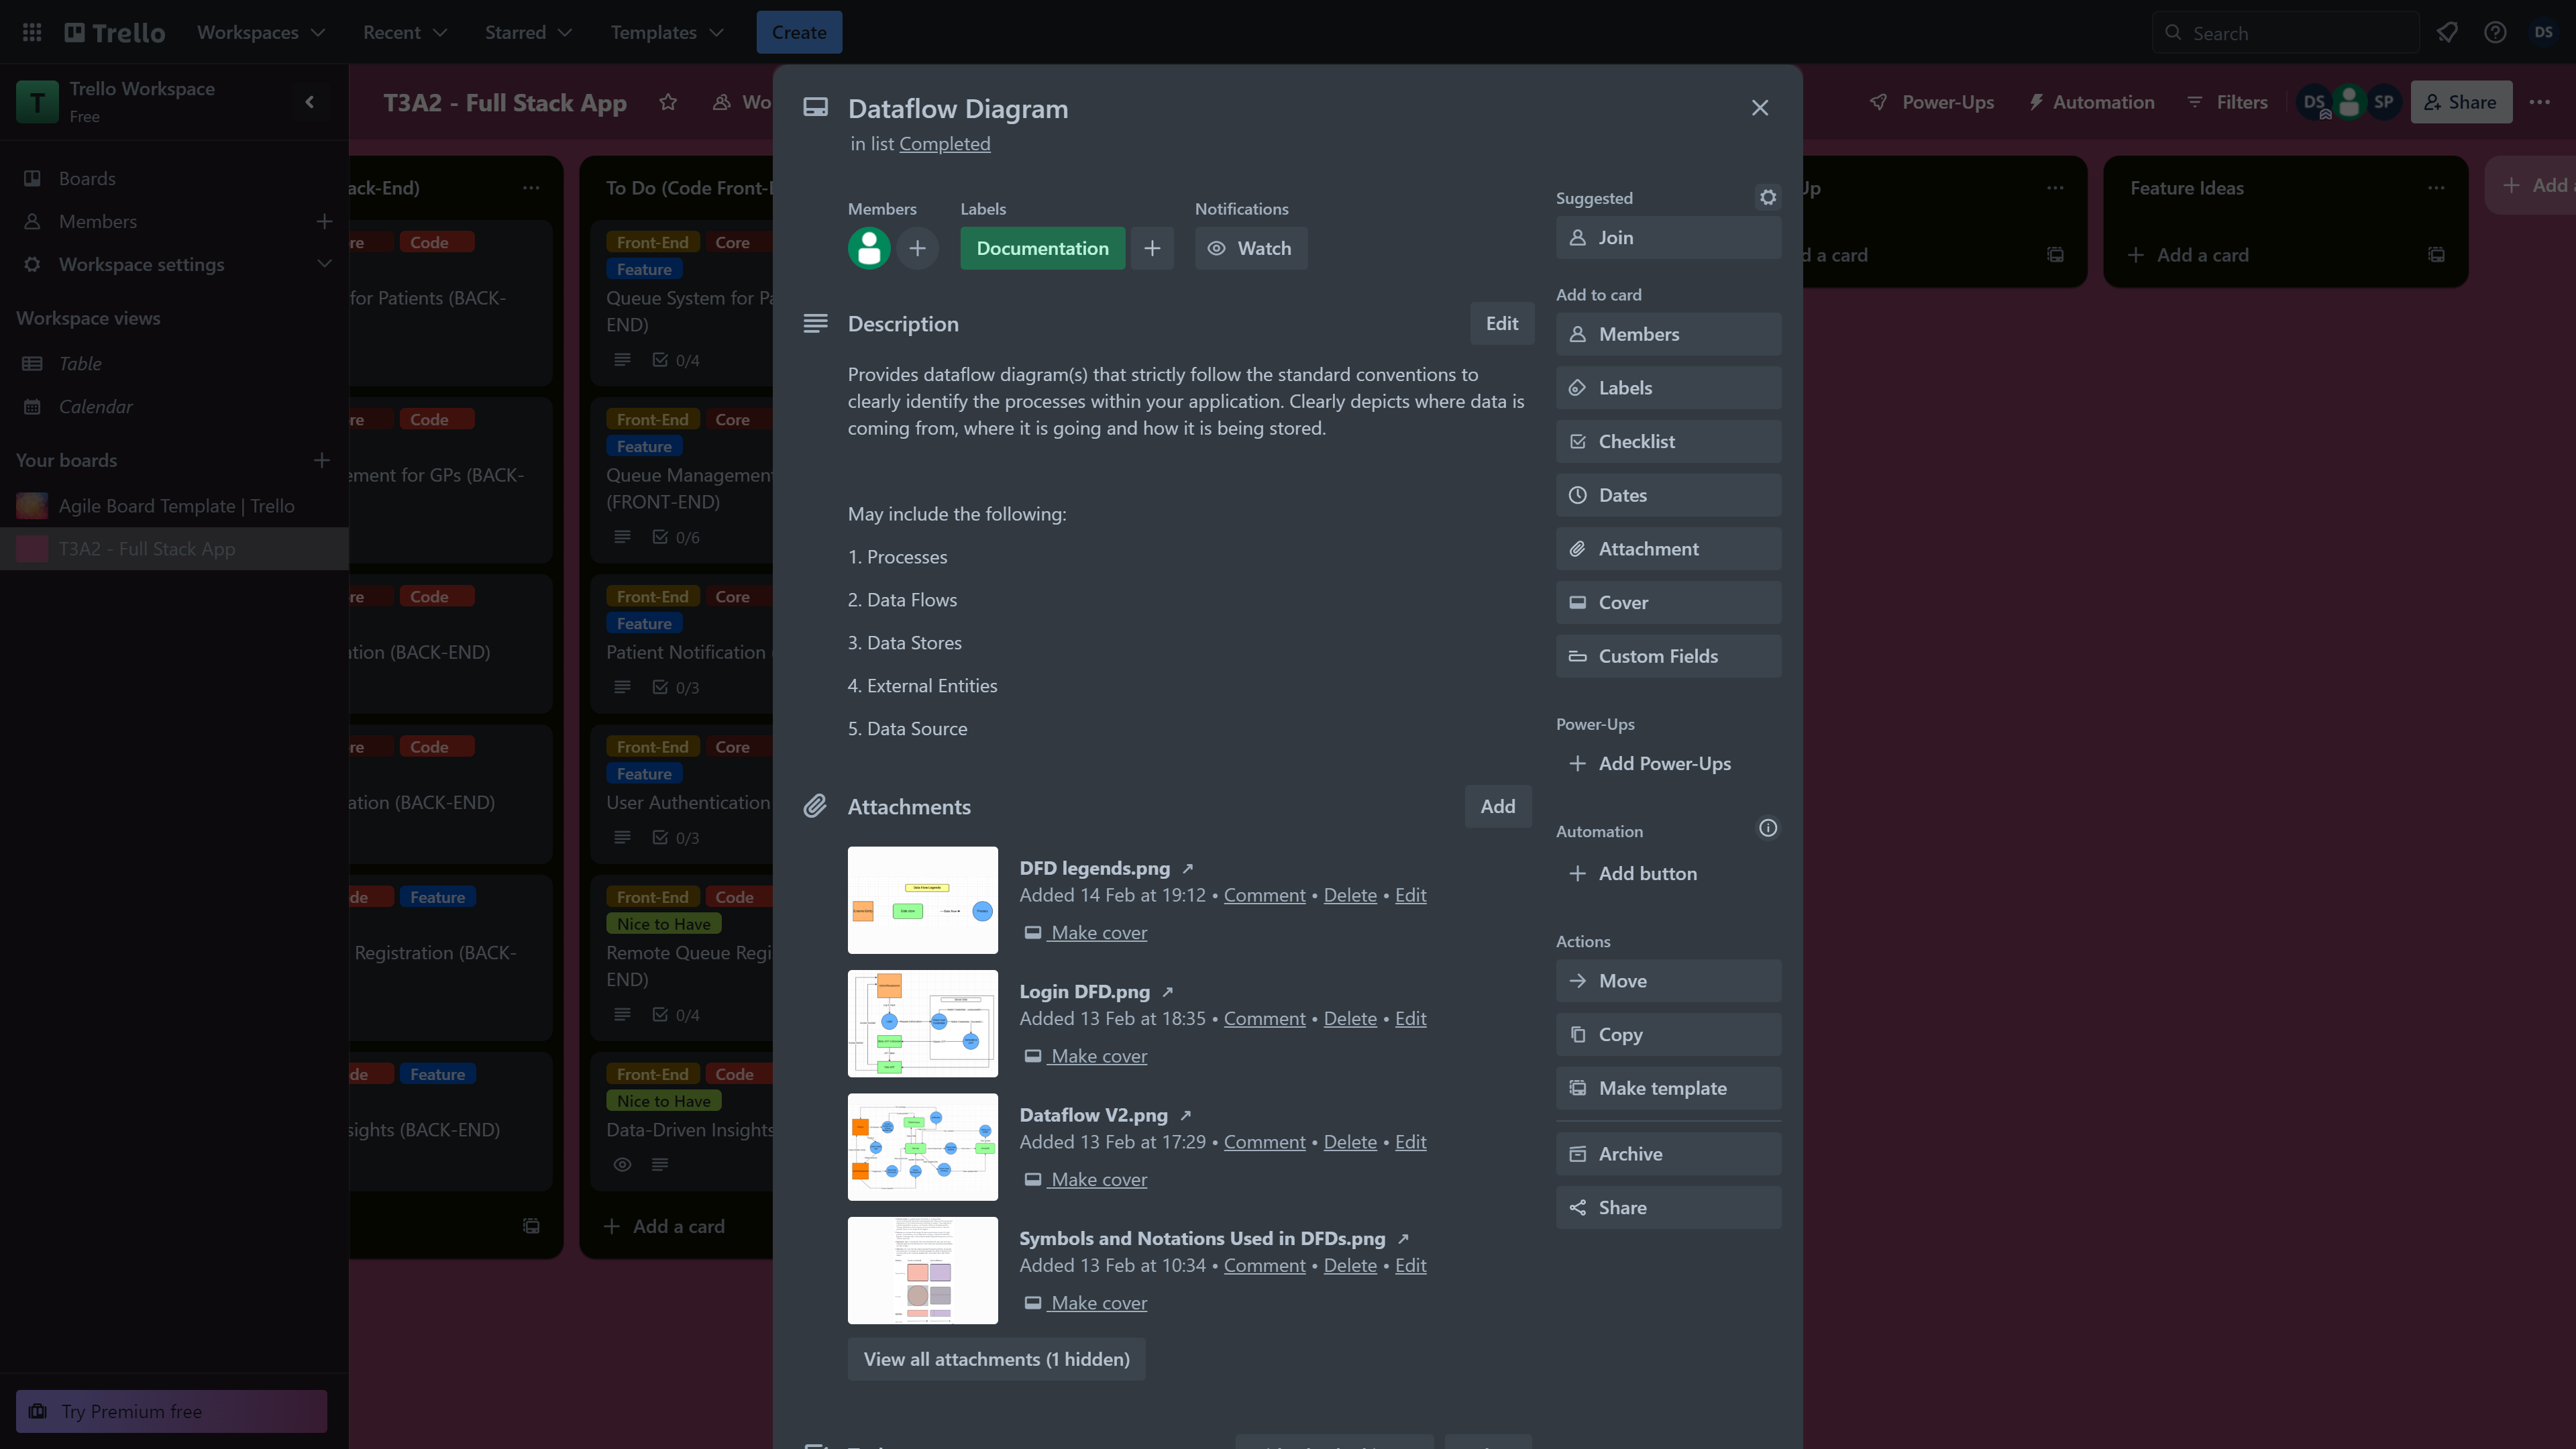 Trello
Workspaces
Recent
Starred
Templates
Create
Search
DS
T
Trello Workspace
Free
Boards
Members
Workspace settings
Workspace views
Table
Calendar
Your boards
Agile Board Template | Trello
T3A2 - Full Stack App
Try Premium free
T3A2 - Full Stack App
Wo
Power-Ups
Automation
Filters
DS
SP
Share
ack-End)
re
Code
for Patients (BACK-
re
Code
ement for GPs (BACK-
re
Code
ation (BACK-END)
re
Code
ation (BACK-END)
de
Feature
Registration (BACK-
de
Feature
sights (BACK-END)
To Do (Code Front-E
Front-End
Core
Feature
Queue System for Pa
END)
0/4
Front-End
Core
Feature
Queue Management
(FRONT-END)
0/6
Front-End
Core
Feature
Patient Notification
0/3
Front-End
Core
Feature
User Authentication
0/3
Front-End
Code
Nice to Have
Remote Queue Regi
END)
0/4
Front-End
Code
Nice to Have
Data-Driven Insights
Add a card
Dataflow Diagram
in list Completed
Members
Labels
Documentation
Notifications
Watch
Description
Edit
Provides dataflow diagram(s) that strictly follow the standard conventions to
clearly identify the processes within your application. Clearly depicts where data is
coming from, where it is going and how it is being stored.
May include the following:
1. Processes
2. Data Flows
3. Data Stores
4. External Entities
5. Data Source
Attachments
Add
DFD legends.png
Added 14 Feb at 19:12 • Comment • Delete • Edit
Make cover
Login DFD.png
Added 13 Feb at 18:35 • Comment • Delete • Edit
Make cover
Dataflow V2.png
Added 13 Feb at 17:29 • Comment • Delete • Edit
Make cover
Symbols and Notations Used in DFDs.png
Added 13 Feb at 10:34 • Comment • Delete • Edit
Make cover
View all attachments (1 hidden)
Suggested
Join
Add to card
Members
Labels
Checklist
Dates
Attachment
Cover
Custom Fields
Power-Ups
Add Power-Ups
Automation
Add button
Actions
Move
Copy
Make template
Archive
Share
Up
d a card
Feature Ideas
Add a card
Add a